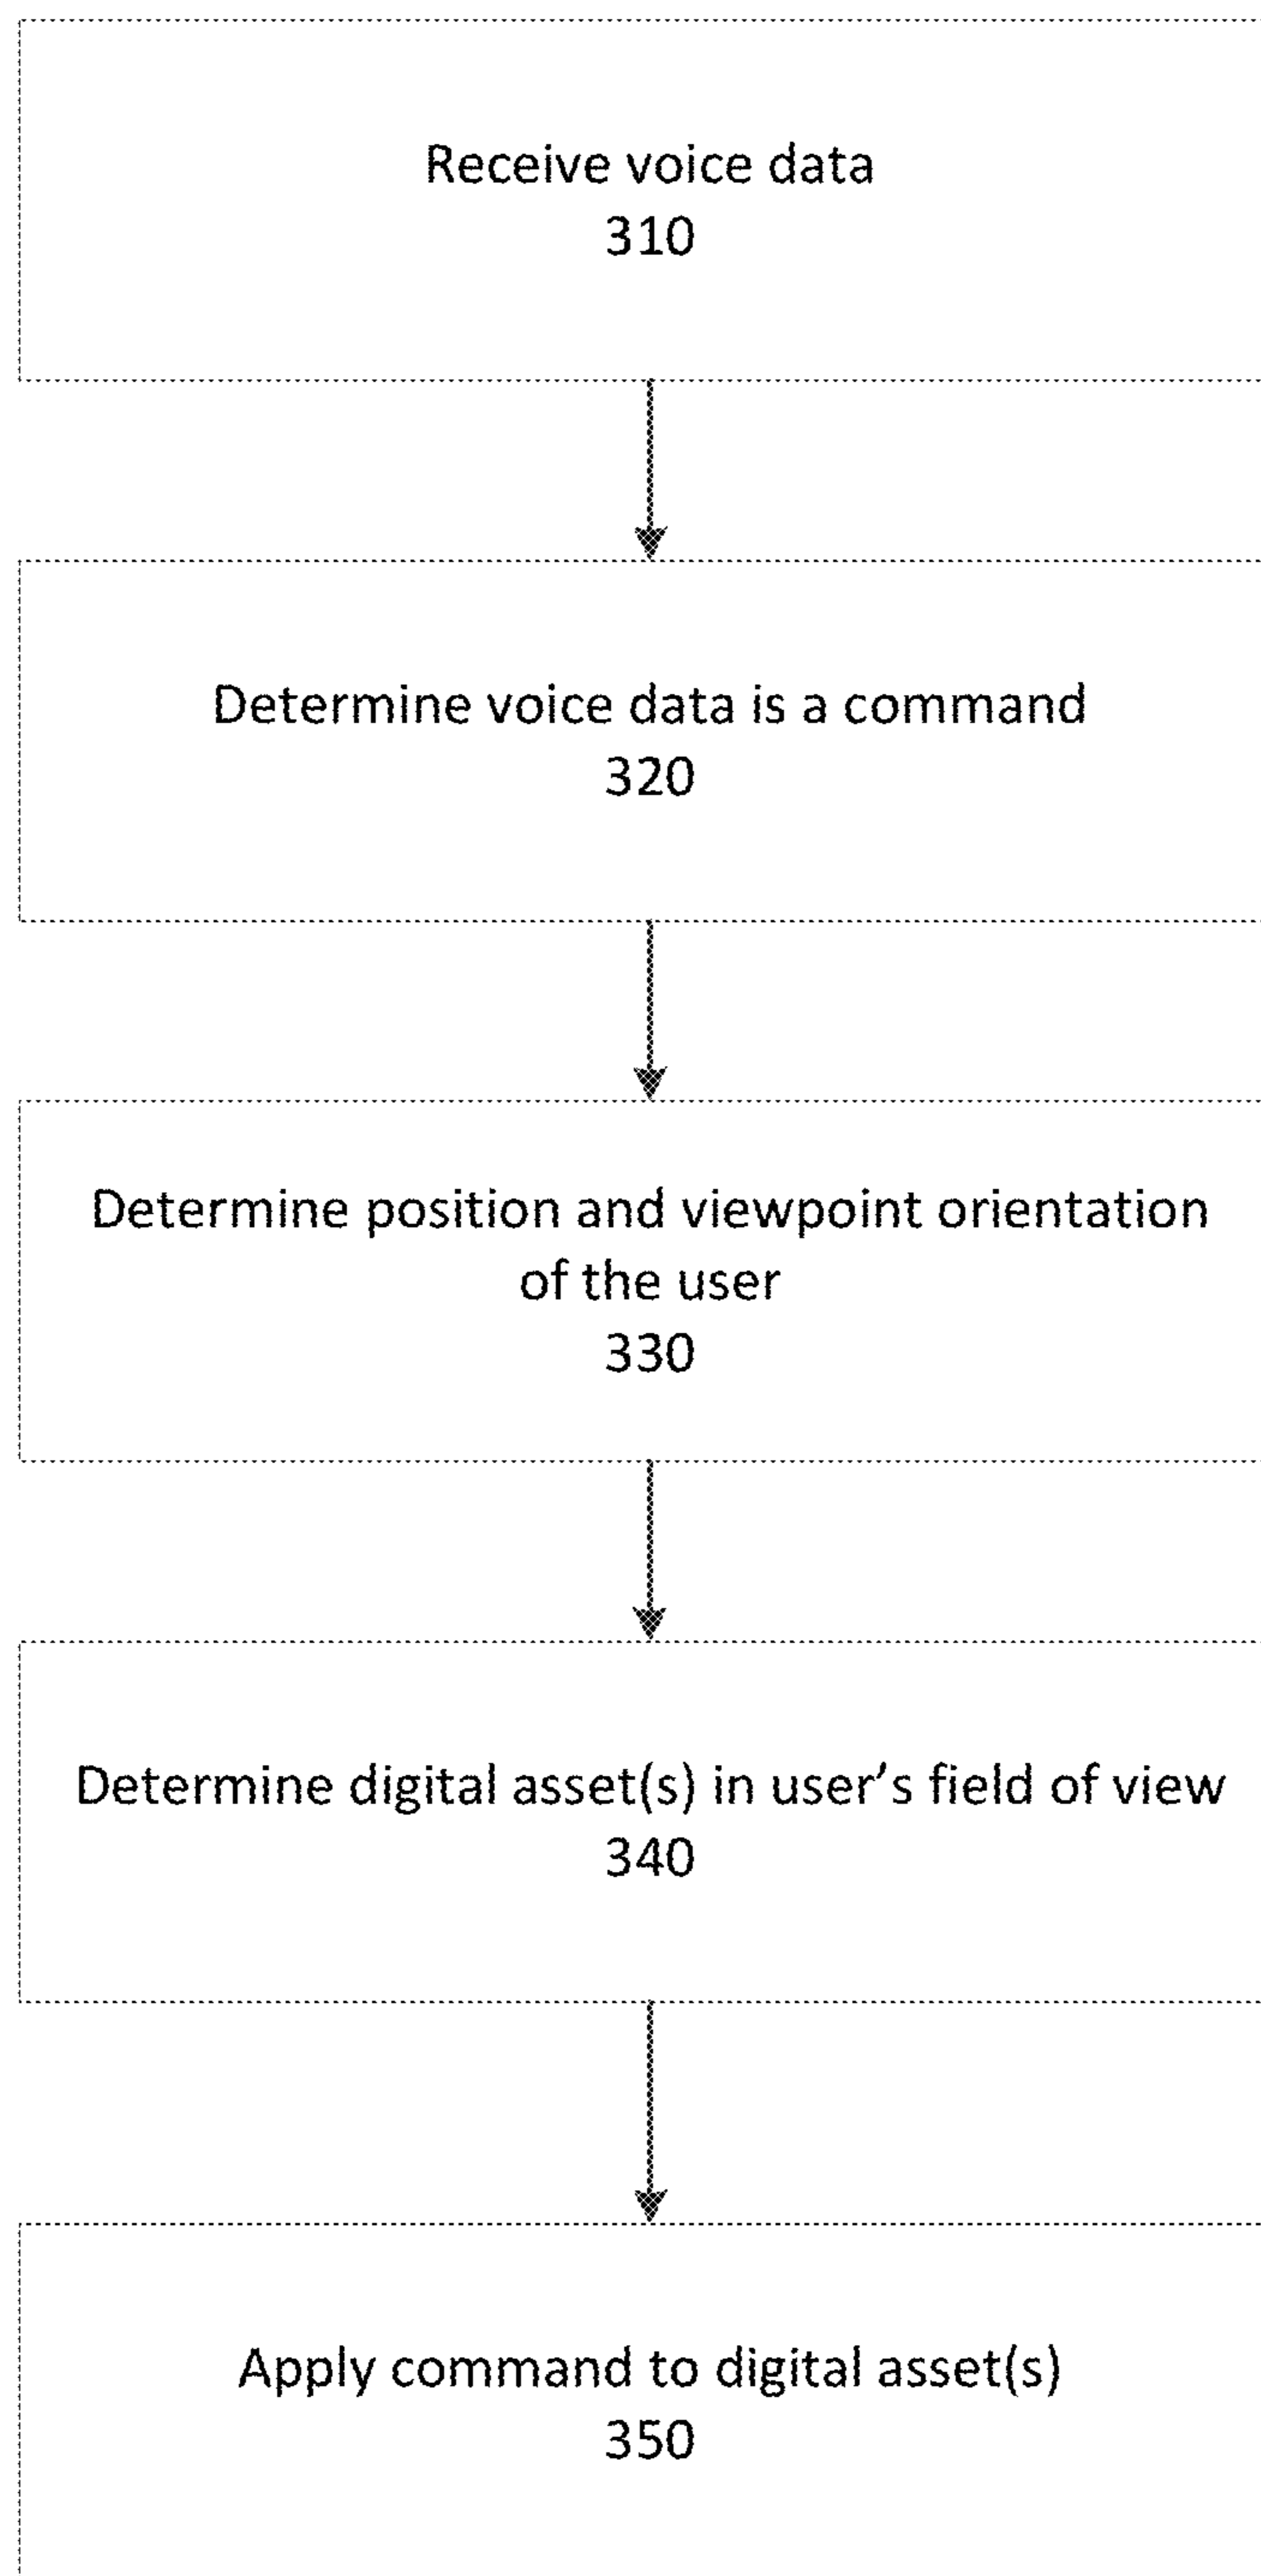 Receive voice data
310
Determine voice data is a command
320
Determine position and viewpoint orientation
of the user
330
Determine digital asset(s) in user’s field of view
340
Apply command to digital asset(s)
350